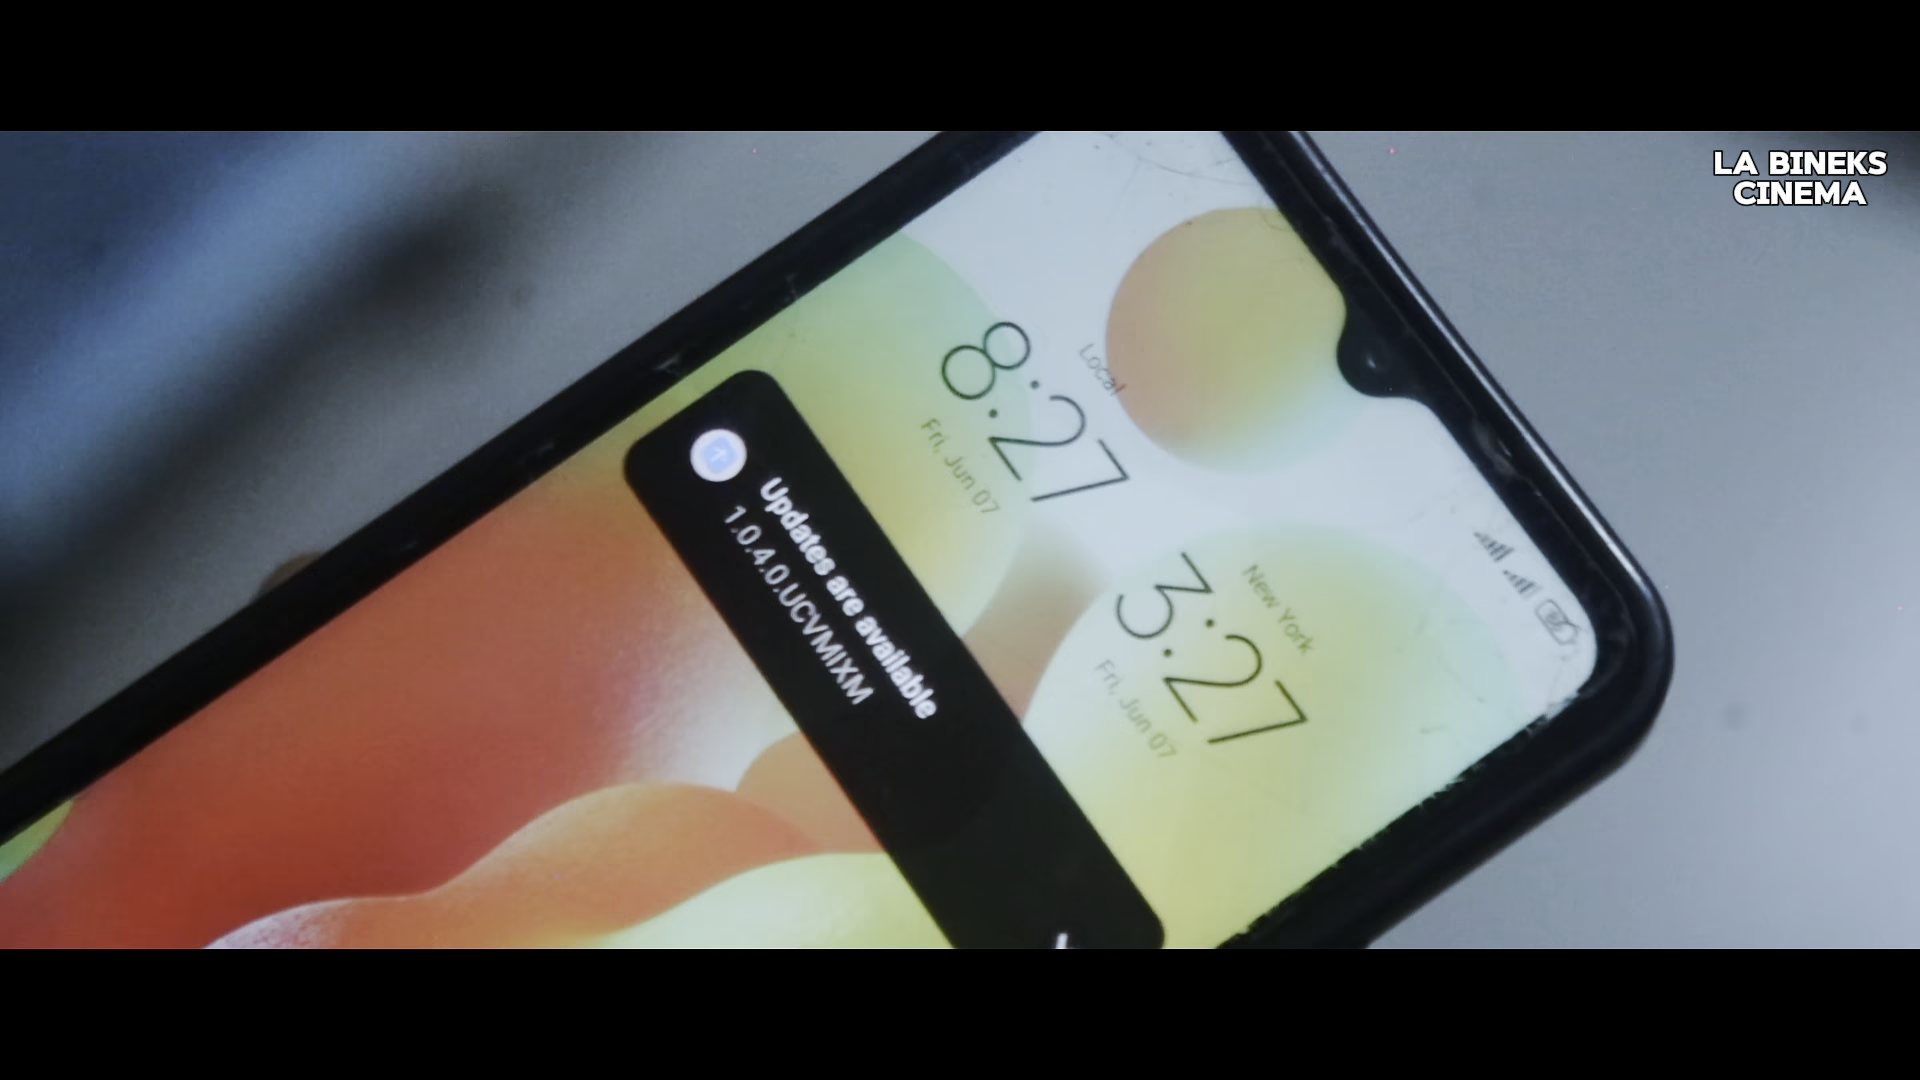 LA BINEKS
CINEMA
Local
8:27
Fri, Jun 07
New York
3:27
Fri, Jun 07
Updates are available
1.0.4.0.UCVMIXM